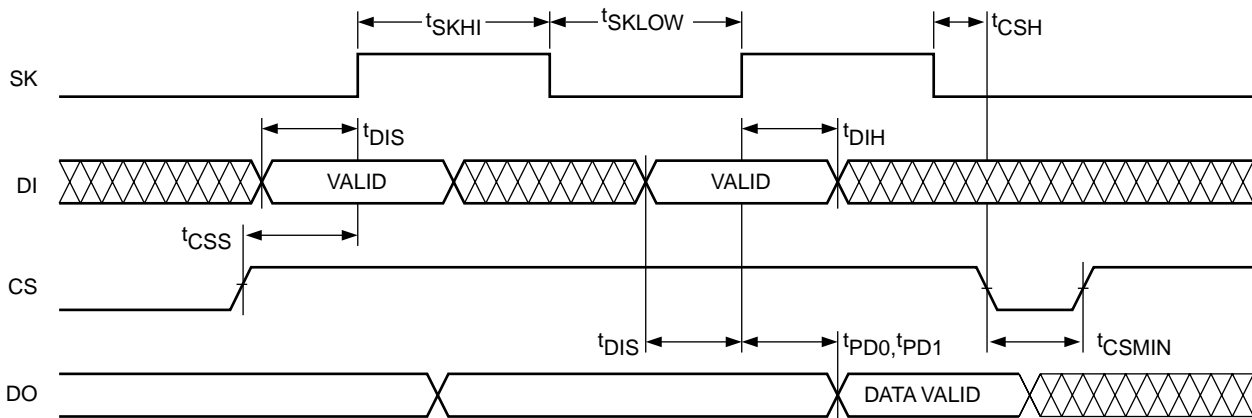 tSKHI
tSKLOW
tCSH
SK
tDIS
tDIH
DI
VALID
VALID
tCSS
CS
tDIS
tPD0,tPD1
tCSMIN
DO
DATA VALID